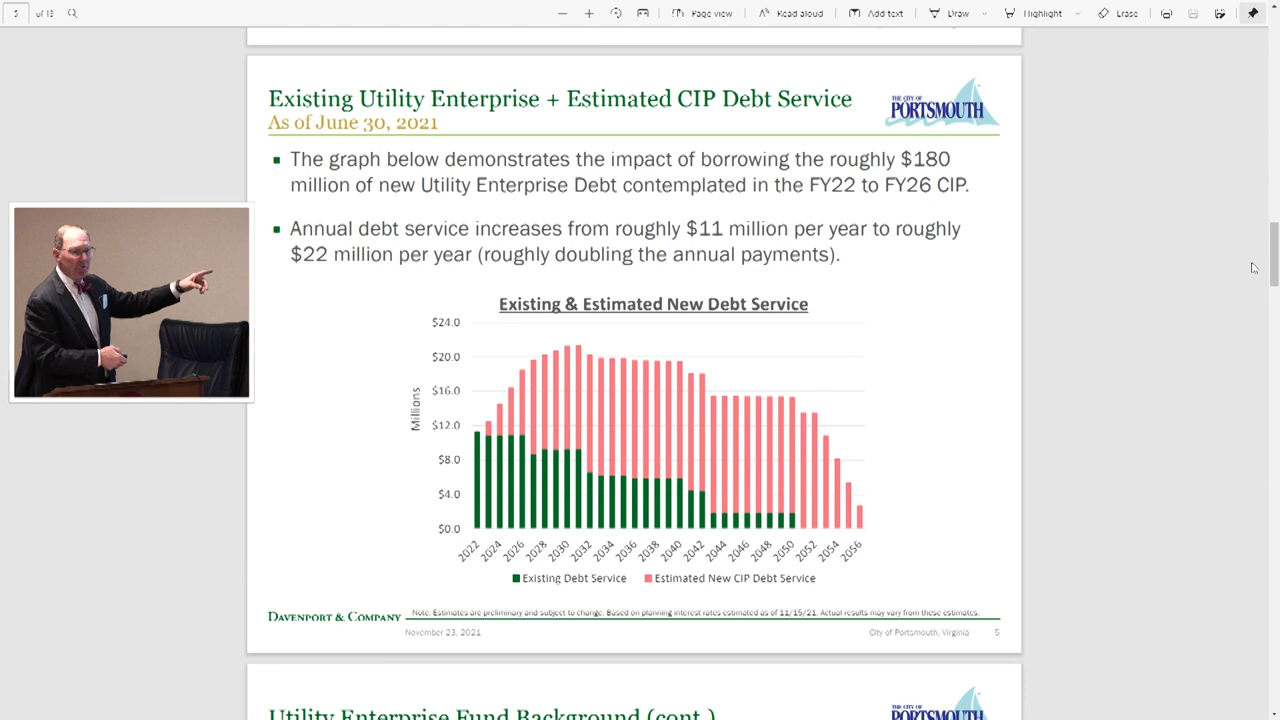 5 of 13
Page view
Read aloud
Add text
Draw
Highlight
Erase
Existing Utility Enterprise + Estimated CIP Debt Service
As of June 30, 2021
THE CITY OF
PORTSMOUTH
The graph below demonstrates the impact of borrowing the roughly $180
million of new Utility Enterprise Debt contemplated in the FY22 to FY26 CIP.
Annual debt service increases from roughly $11 million per year to roughly
$22 million per year (roughly doubling the annual payments).
Existing & Estimated New Debt Service
Millions
$24.0
$20.0
$16.0
$12.0
$8.0
$4.0
$0.0
2022 2024 2026 2028 2030 2032 2034 2036 2038 2040 2042 2044 2046 2048 2050 2052 2054 2056
Existing Debt Service
Estimated New CIP Debt Service
DAVENPORT & COMPANY
Note: Estimates are preliminary and subject to change. Based on planning interest rates estimated as of 11/15/21. Actual results may vary from these estimates.
November 23, 2021
City of Portsmouth, Virginia 5
Utility Enterprise Fund Background (cont.)
THE CITY OF
PORTSMOUTH